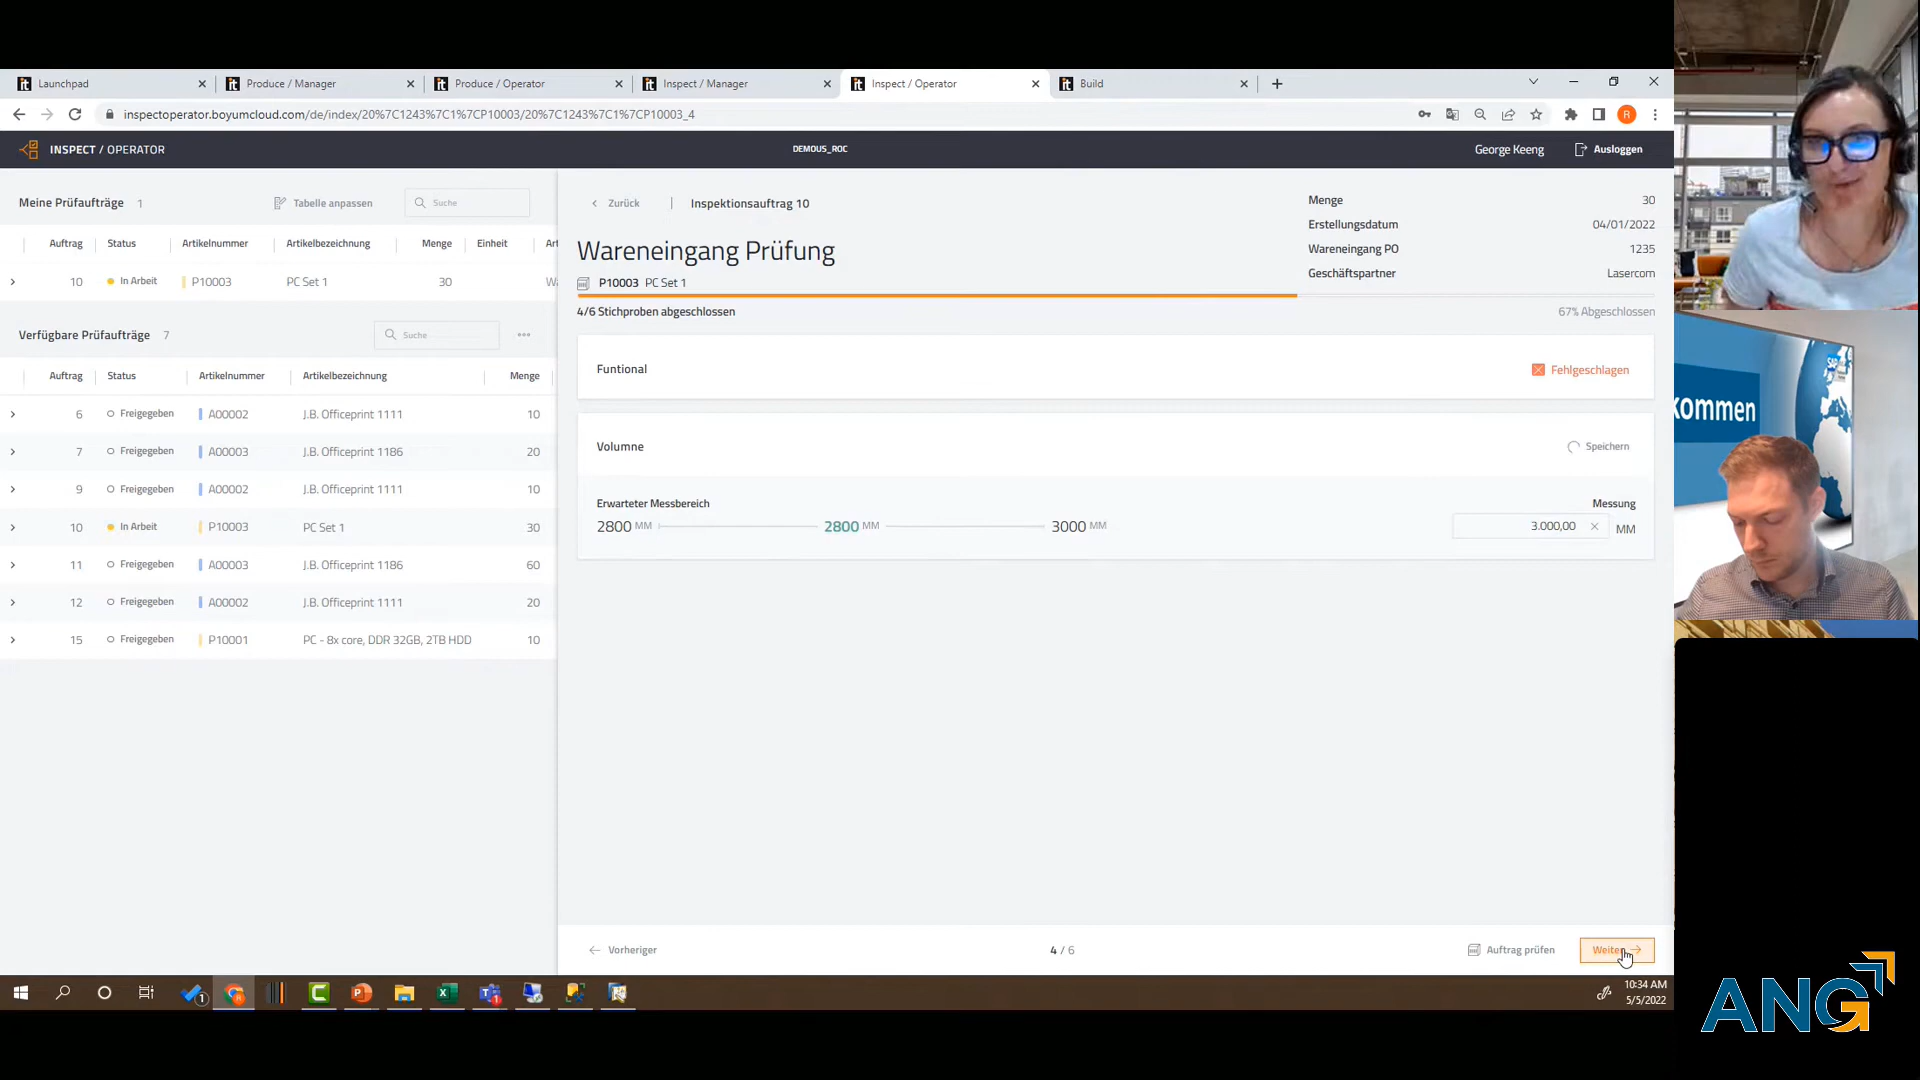 Launchpad
Produce / Manager
Produce / Operator
Inspect / Manager
Inspect / Operator
Build
inspectoperator.boyumcloud.com/de/index/20%7C1243%7C1%7CP10003/20%7C1243%7C1%7CP10003_4
R
INSPECT / OPERATOR
DEMOUS_ROC
George Keeng
Ausloggen
Meine Prüfaufträge 1
Tabelle anpassen
Suche
Auftrag Status Artikelnummer Artikelbezeichnung Menge Einheit Art
10 In Arbeit P10003 PC Set 1 30
Verfügbare Prüfaufträge 7
Suche
Auftrag Status Artikelnummer Artikelbezeichnung Menge
6 Freigegeben A00002 J.B. Officeprint 1111 10
7 Freigegeben A00003 J.B. Officeprint 1186 20
9 Freigegeben A00002 J.B. Officeprint 1111 10
10 In Arbeit P10003 PC Set 1 30
11 Freigegeben A00003 J.B. Officeprint 1186 60
12 Freigegeben A00002 J.B. Officeprint 1111 20
15 Freigegeben P10001 PC - 8x core, DDR 32GB, 2TB HDD 10
Zurück | Inspektionsauftrag 10
Wareneingang Prüfung
P10003 PC Set 1
Menge 30
Erstellungsdatum 04/01/2022
Wareneingang PO 1235
Geschäftspartner Lasercom
4/6 Stichproben abgeschlossen
67% Abgeschlossen
Funtional
Fehlgeschlagen
Volumne
Speichern
Erwarteter Messbereich
Messung
2800 MM 2800 MM 3000 MM
3.000,00 MM
Vorheriger
4 / 6
Auftrag prüfen
Weiter
10:34 AM
5/5/2022
kommen
ANG